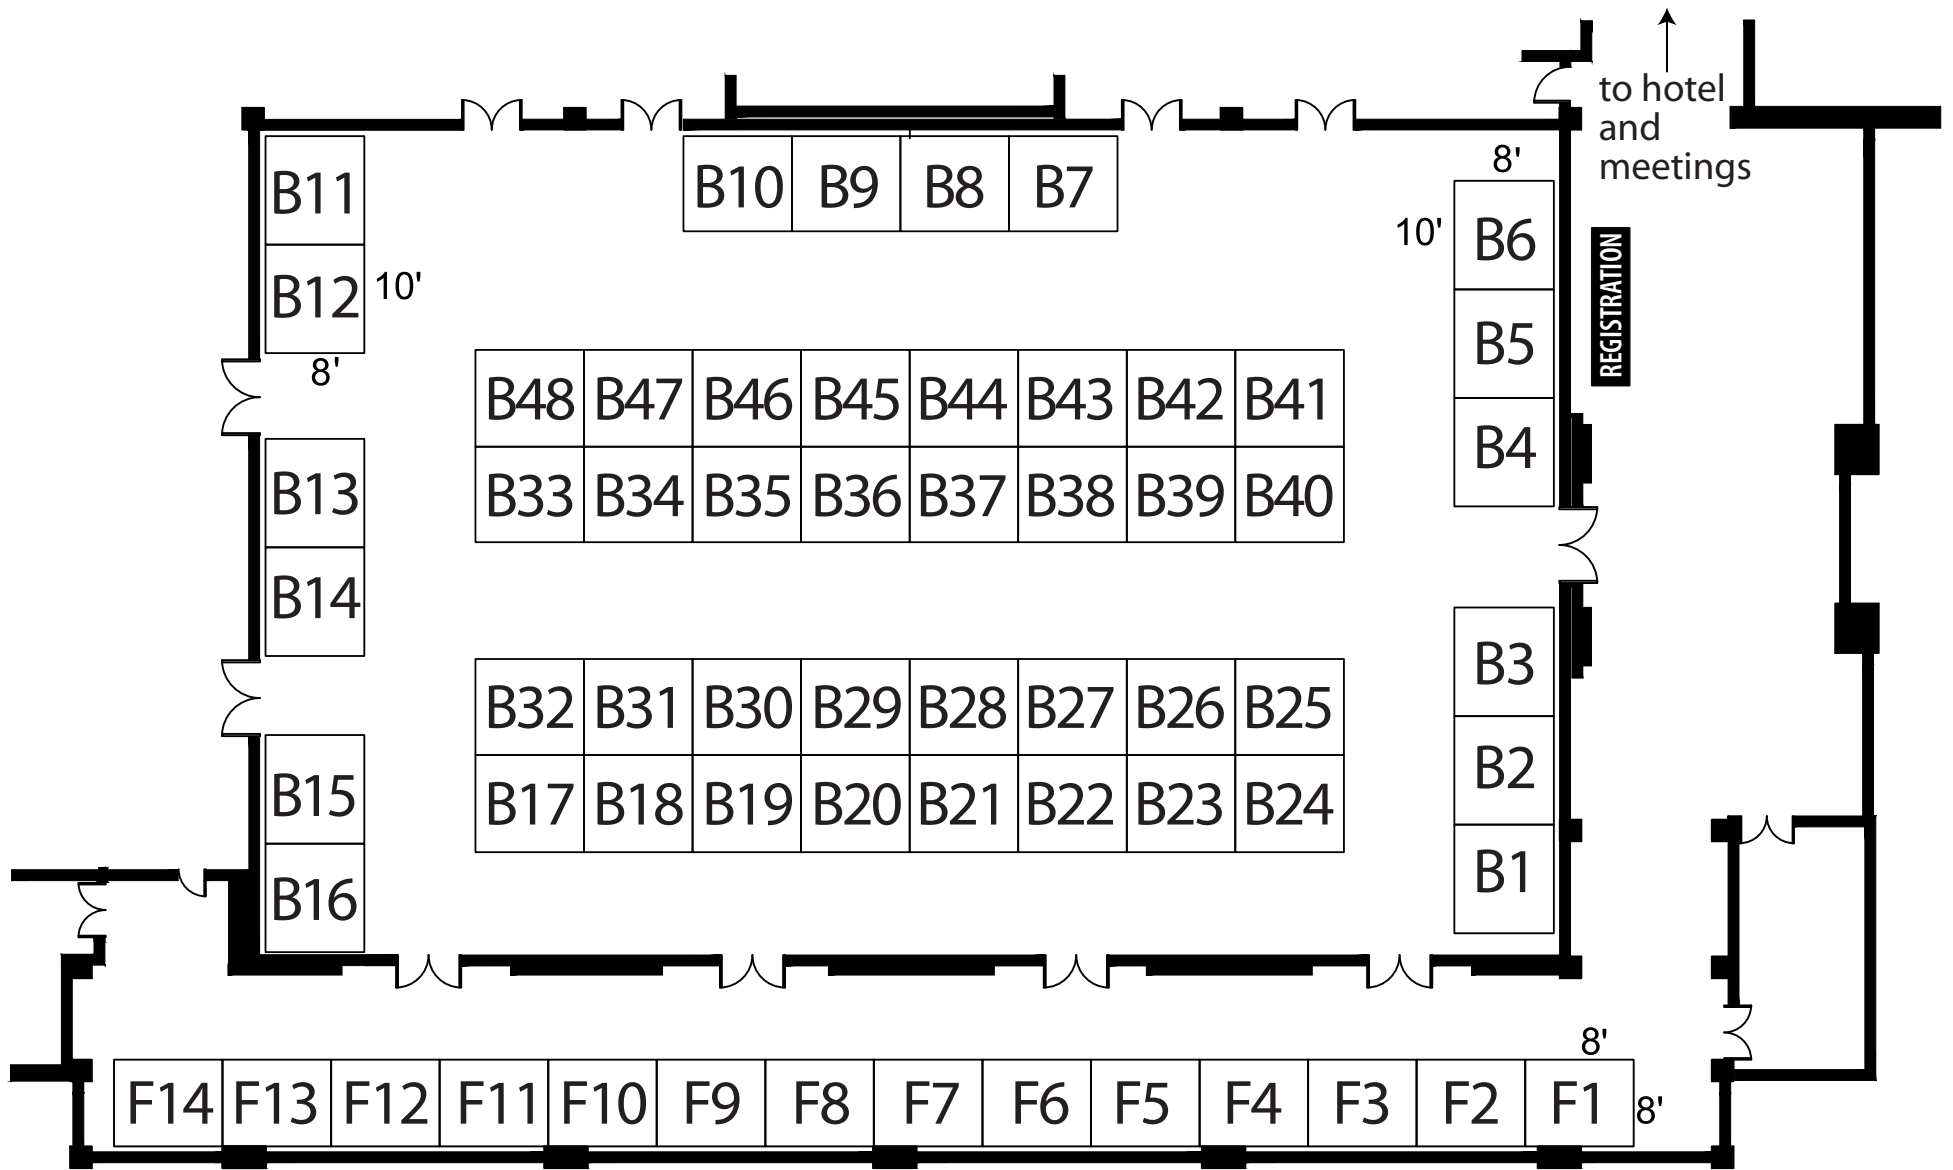 to hotel
and
meetings
8'
B11
B10 B9 B8 B7
10'
B6
REGISTRATION
B12
10'
B5
8'
B48 B47 B46 B45 B44 B43 B42 B41
B4
B13
B33 B34 B35 B36 B37 B38 B39 B40
B14
B3
B32 B31 B30 B29 B28 B27 B26 B25
B2
B15
B17 B18 B19 B20 B21 B22 B23 B24
B1
B16
8'
F14 F13 F12 F11 F10 F9 F8 F7 F6 F5 F4 F3 F2 F1
8'